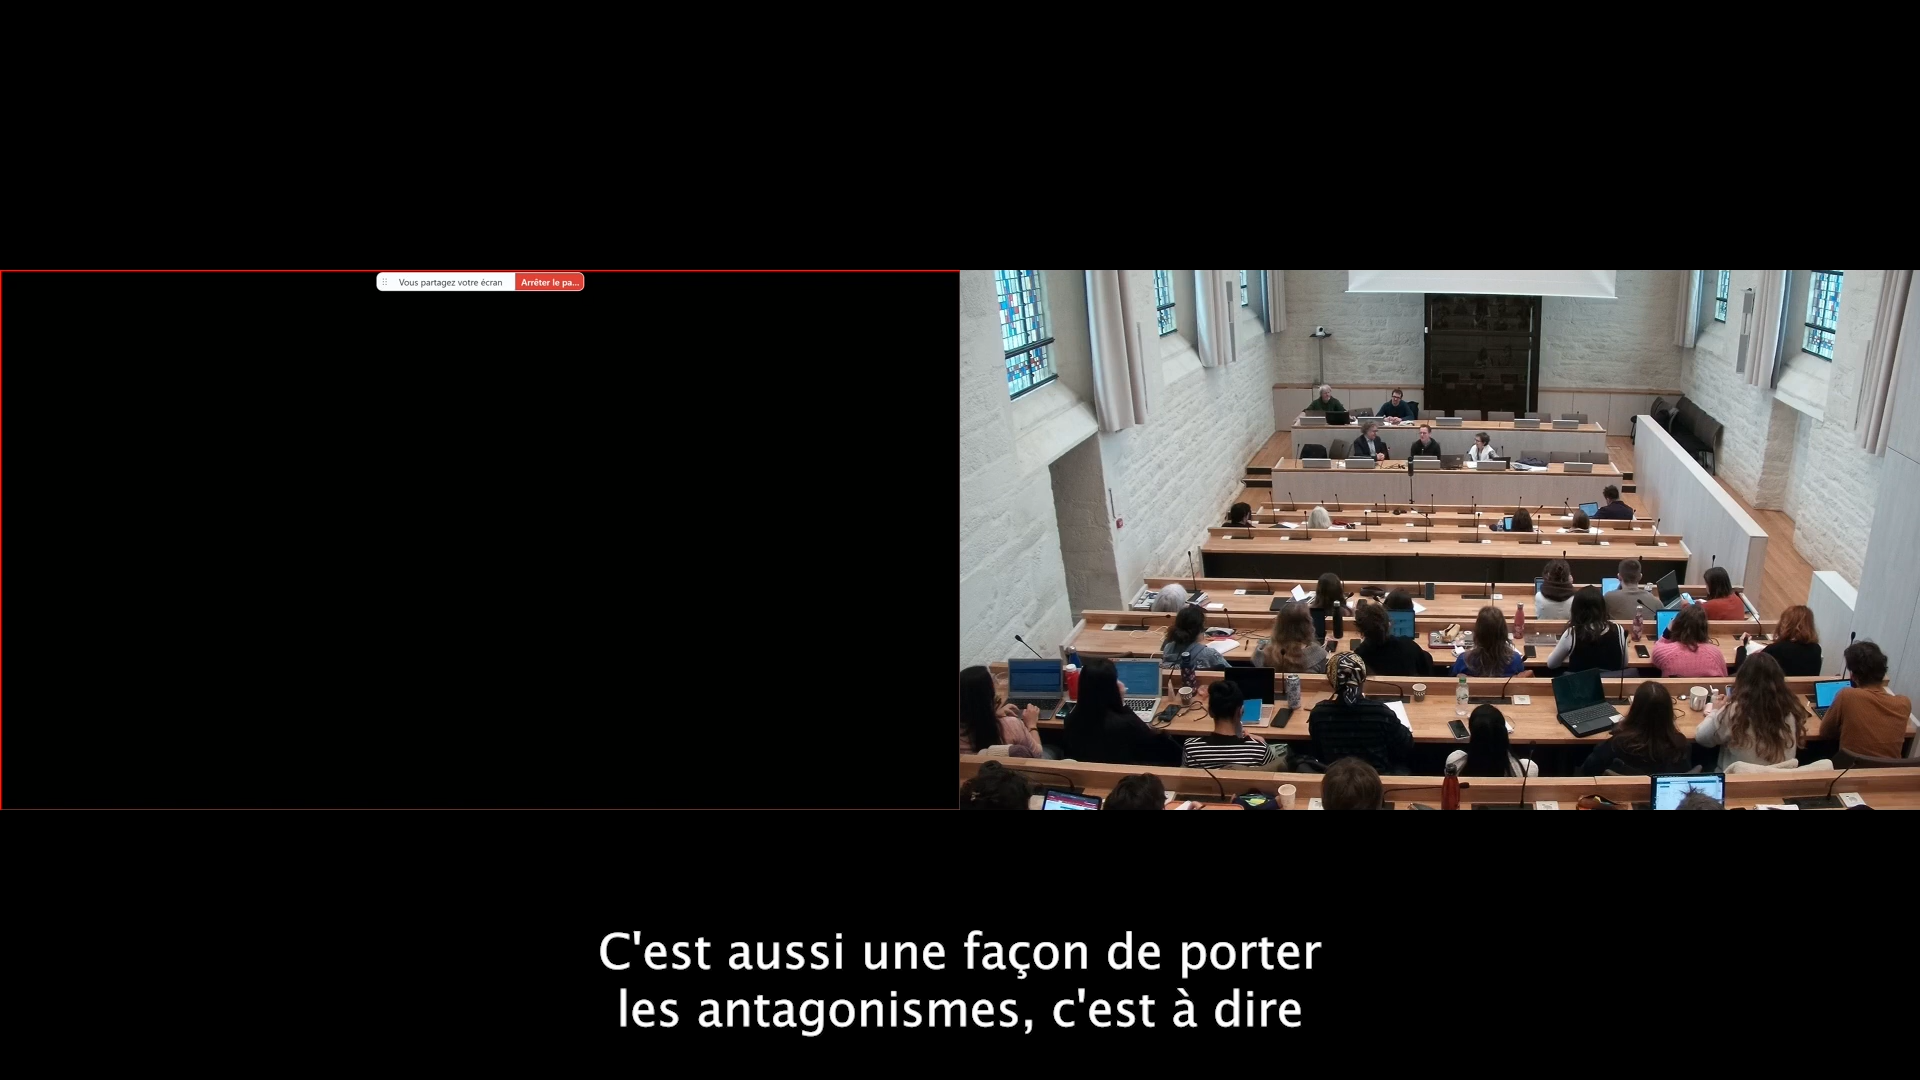 Vous partagez votre écran
Arrêter le pa...
C'est aussi une façon de porter
les antagonismes, c'est à dire